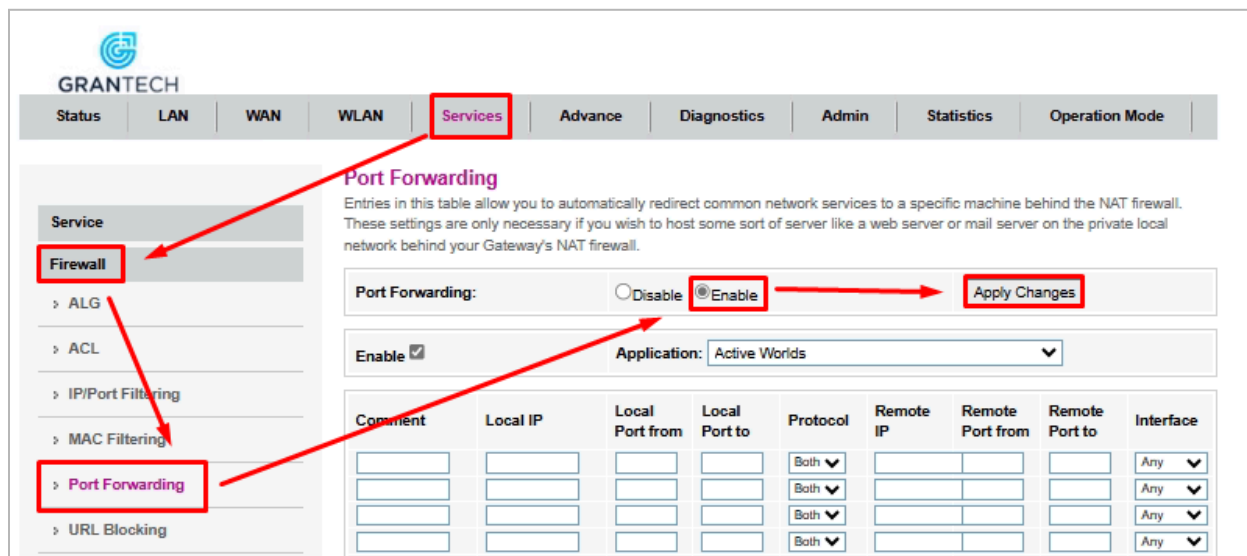 GRANTECH
Status LAN WAN WLAN Services Advance Diagnostics Admin Statistics Operation Mode
Service
Firewall
ALG
ACL
IP/Port Filtering
MAC Filtering
Port Forwarding
URL Blocking
Port Forwarding
Entries in this table allow you to automatically redirect common network services to a specific machine behind the NAT firewall.
These settings are only necessary if you wish to host some sort of server like a web server or mail server on the private local
network behind your Gateway's NAT firewall.
Port Forwarding: Disable Enable Apply Changes
Enable Application: Active Worlds
Comment Local IP Local Port from Local Port to Protocol Remote IP Remote Port from Remote Port to Interface
Both Any
Both Any
Both Any
Both Any